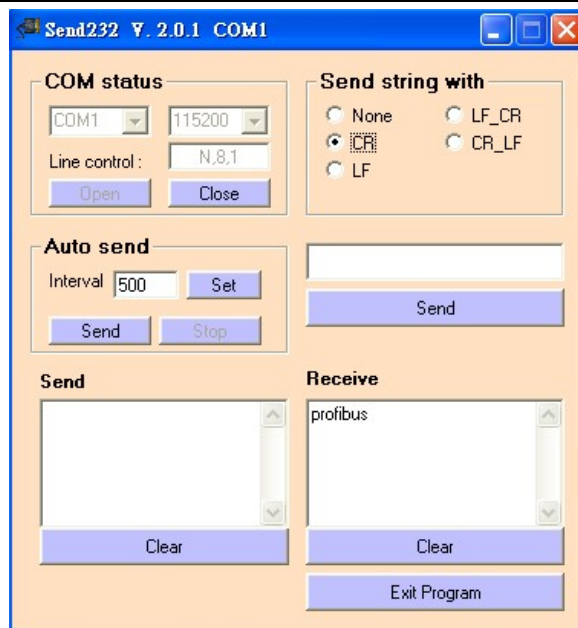 Send232 V. 2.0.1 COM1
COM status
COM1 115200
Line control : N,8,1
Open Close
Send string with
None LF_CR
CR CR_LF
LF
Auto send
Interval 500 Set
Send Stop
Send
Send
Clear
Receive
profibus
Clear
Exit Program